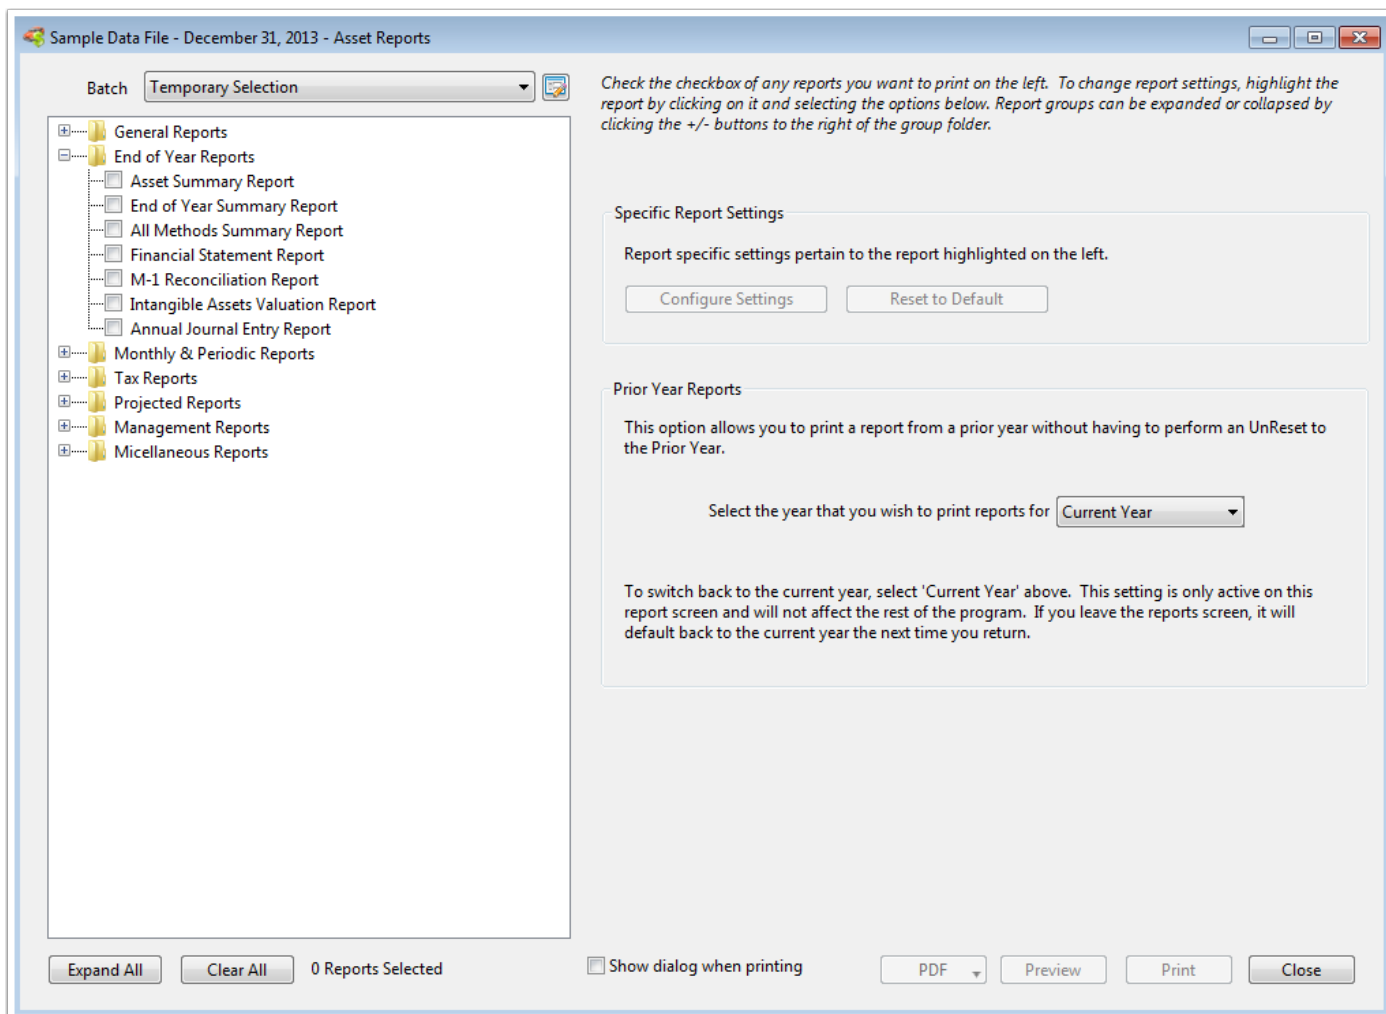 Sample Data File - December 31, 2013 - Asset Reports
Batch
Temporary Selection
General Reports
End of Year Reports
Asset Summary Report
End of Year Summary Report
All Methods Summary Report
Financial Statement Report
M-1 Reconciliation Report
Intangible Assets Valuation Report
Annual Journal Entry Report
Monthly & Periodic Reports
Tax Reports
Projected Reports
Management Reports
Micellaneous Reports
Check the checkbox of any reports you want to print on the left. To change report settings, highlight the
report by clicking on it and selecting the options below. Report groups can be expanded or collapsed by
clicking the +/- buttons to the right of the group folder.
Specific Report Settings
Report specific settings pertain to the report highlighted on the left.
Configure Settings
Reset to Default
Prior Year Reports
This option allows you to print a report from a prior year without having to perform an UnReset to
the Prior Year.
Select the year that you wish to print reports for
Current Year
To switch back to the current year, select 'Current Year' above. This setting is only active on this
report screen and will not affect the rest of the program. If you leave the reports screen, it will
default back to the current year the next time you return.
Expand All
Clear All
0 Reports Selected
Show dialog when printing
PDF
Preview
Print
Close